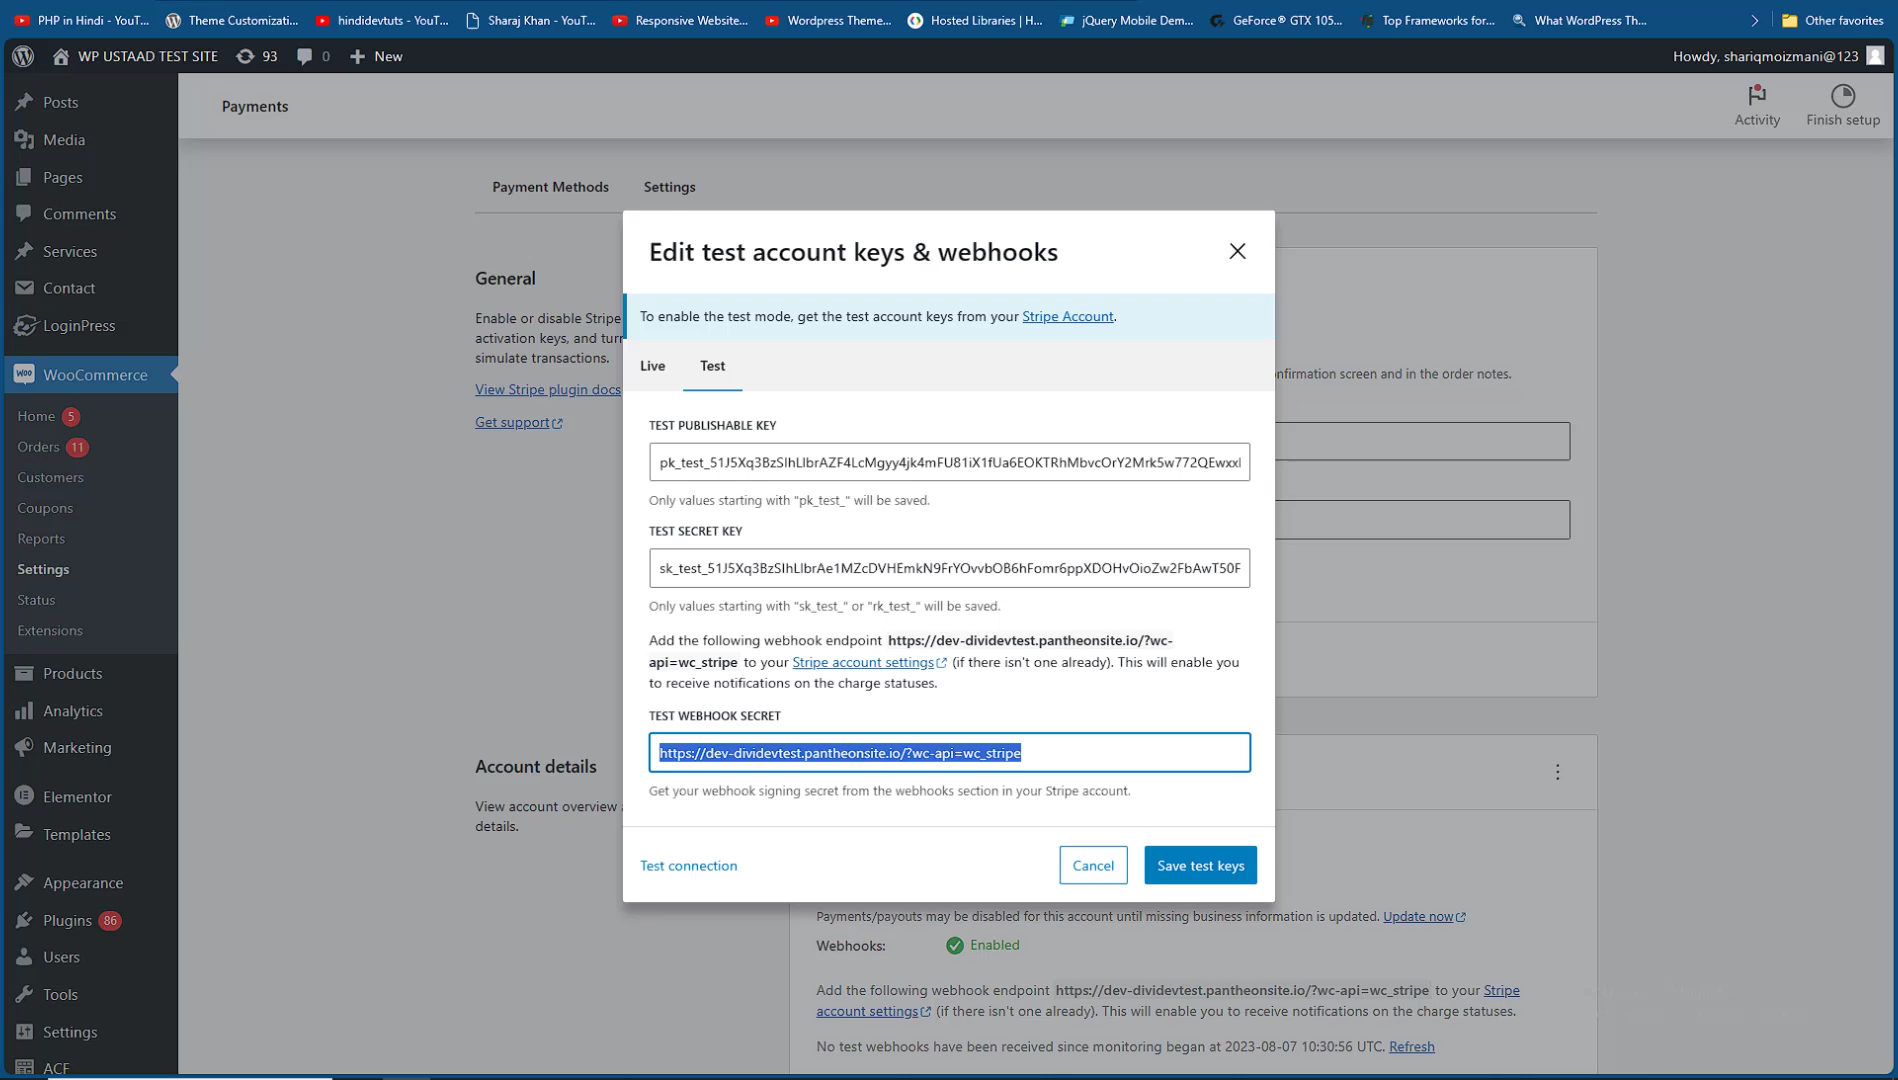 PHP in Hindi - YouT...
Theme Customizati...
hindidevtuts - YouT...
Sharaj Khan - YouT...
Responsive Website...
Wordpress Theme...
Hosted Libraries | H...
jQuery Mobile Dem...
GeForce® GTX 105...
Top Frameworks for...
What WordPress Th...
Other favorites
WP USTAAD TEST SITE
93
0
New
Howdy, shariqmoizmani@123
Posts
Media
Pages
Comments
Services
Contact
LoginPress
WooCommerce
Home 5
Orders 11
Customers
Coupons
Reports
Settings
Status
Extensions
Products
Analytics
Marketing
Elementor
Templates
Appearance
Plugins 86
Users
Tools
Settings
ACF
Payments
Activity
Finish setup
Payment Methods
Settings
General
Enable or disable Stripe
activation keys, and turn
simulate transactions.
View Stripe plugin docs
Get support
nfirmation screen and in the order notes.
Edit test account keys & webhooks
To enable the test mode, get the test account keys from your Stripe Account.
Live
Test
TEST PUBLISHABLE KEY
Only values starting with "pk_test_" will be saved.
TEST SECRET KEY
Only values starting with "sk_test_" or "rk_test_" will be saved.
Add the following webhook endpoint https://dev-dividevtest.pantheonsite.io/?wc-
api=wc_stripe to your Stripe account settings (if there isn't one already). This will enable you
to receive notifications on the charge statuses.
TEST WEBHOOK SECRET
https://dev-dividevtest.pantheonsite.io/?wc-api=wc_stripe
Get your webhook signing secret from the webhooks section in your Stripe account.
Test connection
Cancel
Save test keys
Account details
View account overview
details.
Payments/payouts may be disabled for this account until missing business information is updated. Update now
Webhooks: Enabled
Add the following webhook endpoint https://dev-dividevtest.pantheonsite.io/?wc-api=wc_stripe to your Stripe
account settings (if there isn't one already). This will enable you to receive notifications on the charge statuses.
No test webhooks have been received since monitoring began at 2023-08-07 10:30:56 UTC. Refresh